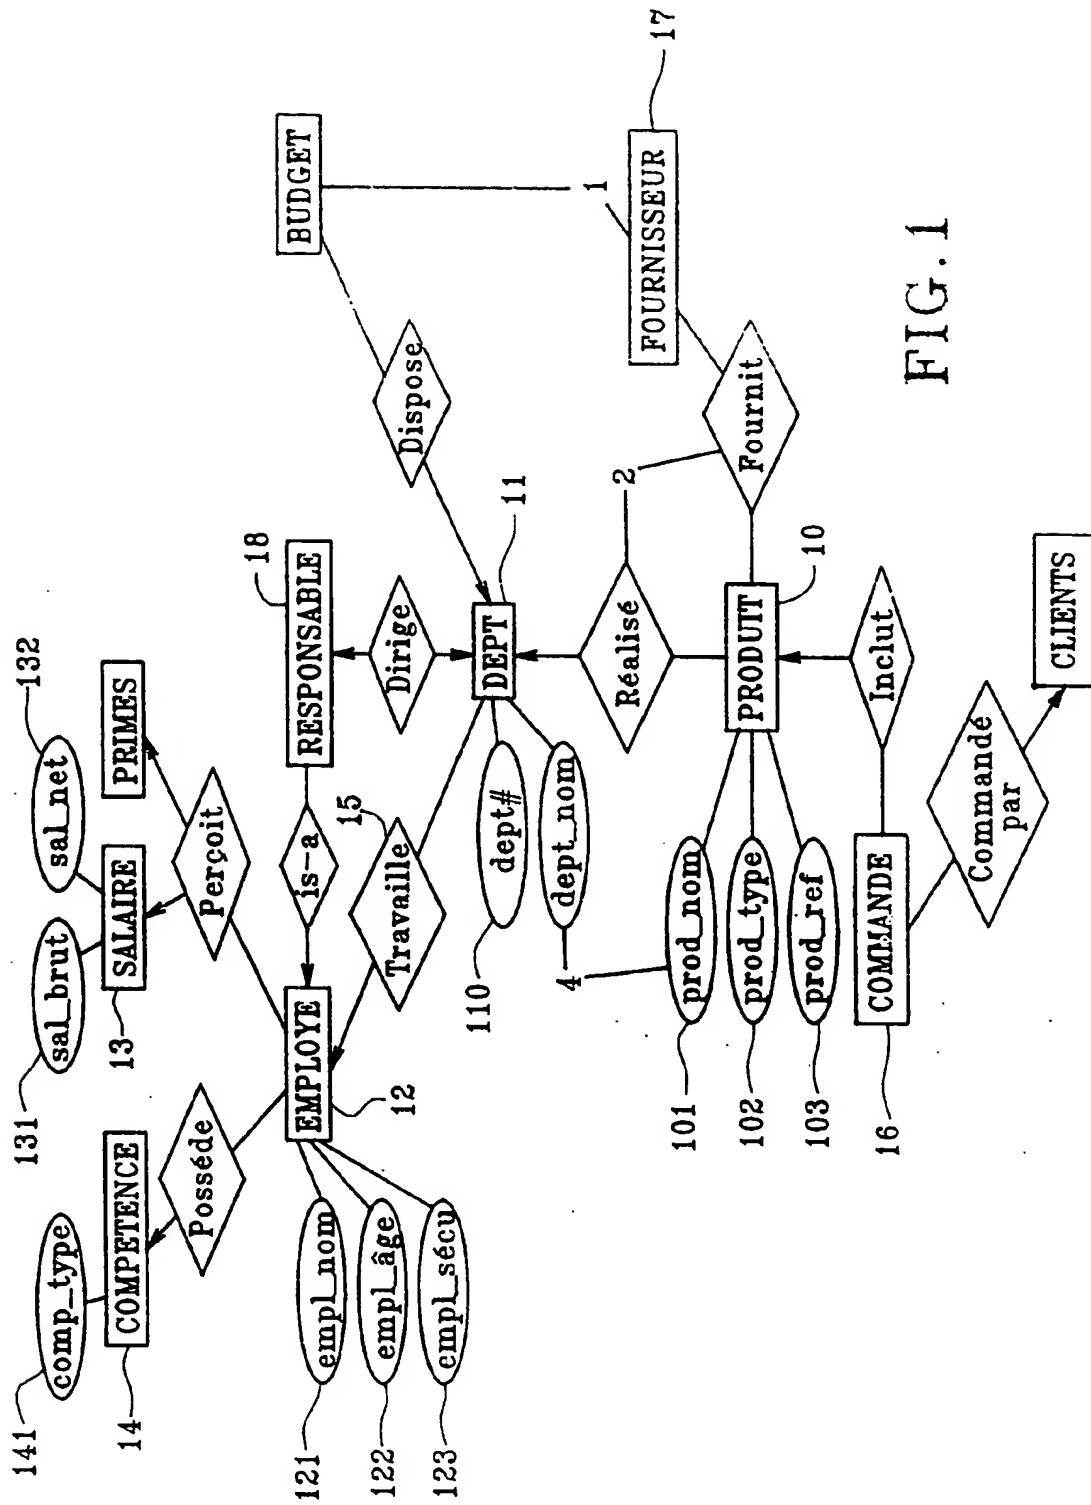 141
131
132
comp_type
sal_brut
sal_net
14
COMPETENCE
13
SALAIRE
PRIMES
Posséde
Perçoit
18
121
empl_nom
EMPLOYE
is-a
RESPONSABLE
BUDGET
122
empl_âge
12
Travaille
15
Dirige
Dispose
123
empl_sécu
110
dept#
DEPT
11
dept_nom
4
2
1
Réalisé
101
prod_nom
FOURNISSEUR
17
102
prod_type
PRODUIT
10
Fournit
103
prod_ref
16
COMMANDE
Inclut
FIG.1
Commandé
par
CLIENTS